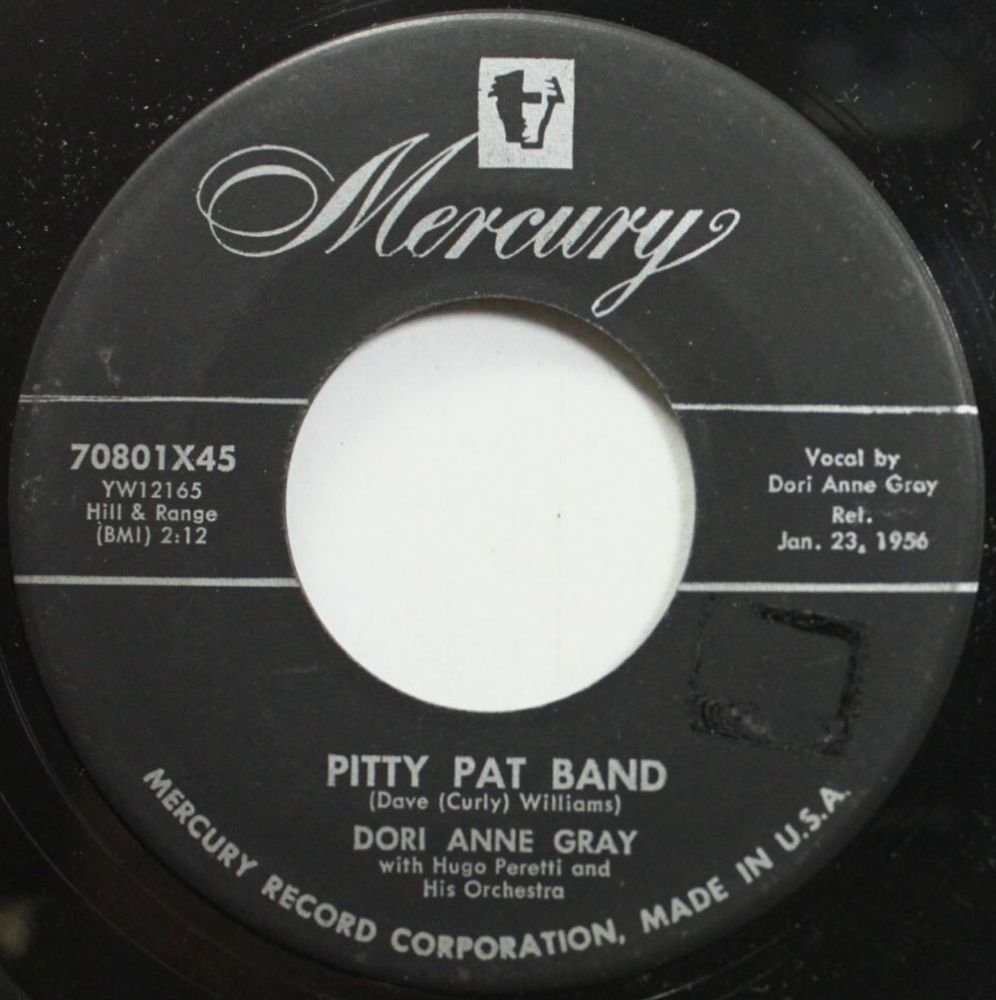 Mercury
70801X45
YW12165
Hill & Range
(BMI) 2:12
Vocal by
Dori Anne Gray
Rel.
Jan. 23, 1956
PITTY PAT BAND
(Dave (Curly) Williams)
DORI ANNE GRAY
with Hugo Peretti and
His Orchestra
MERCURY RECORD CORPORATION, MADE IN U.S.A.